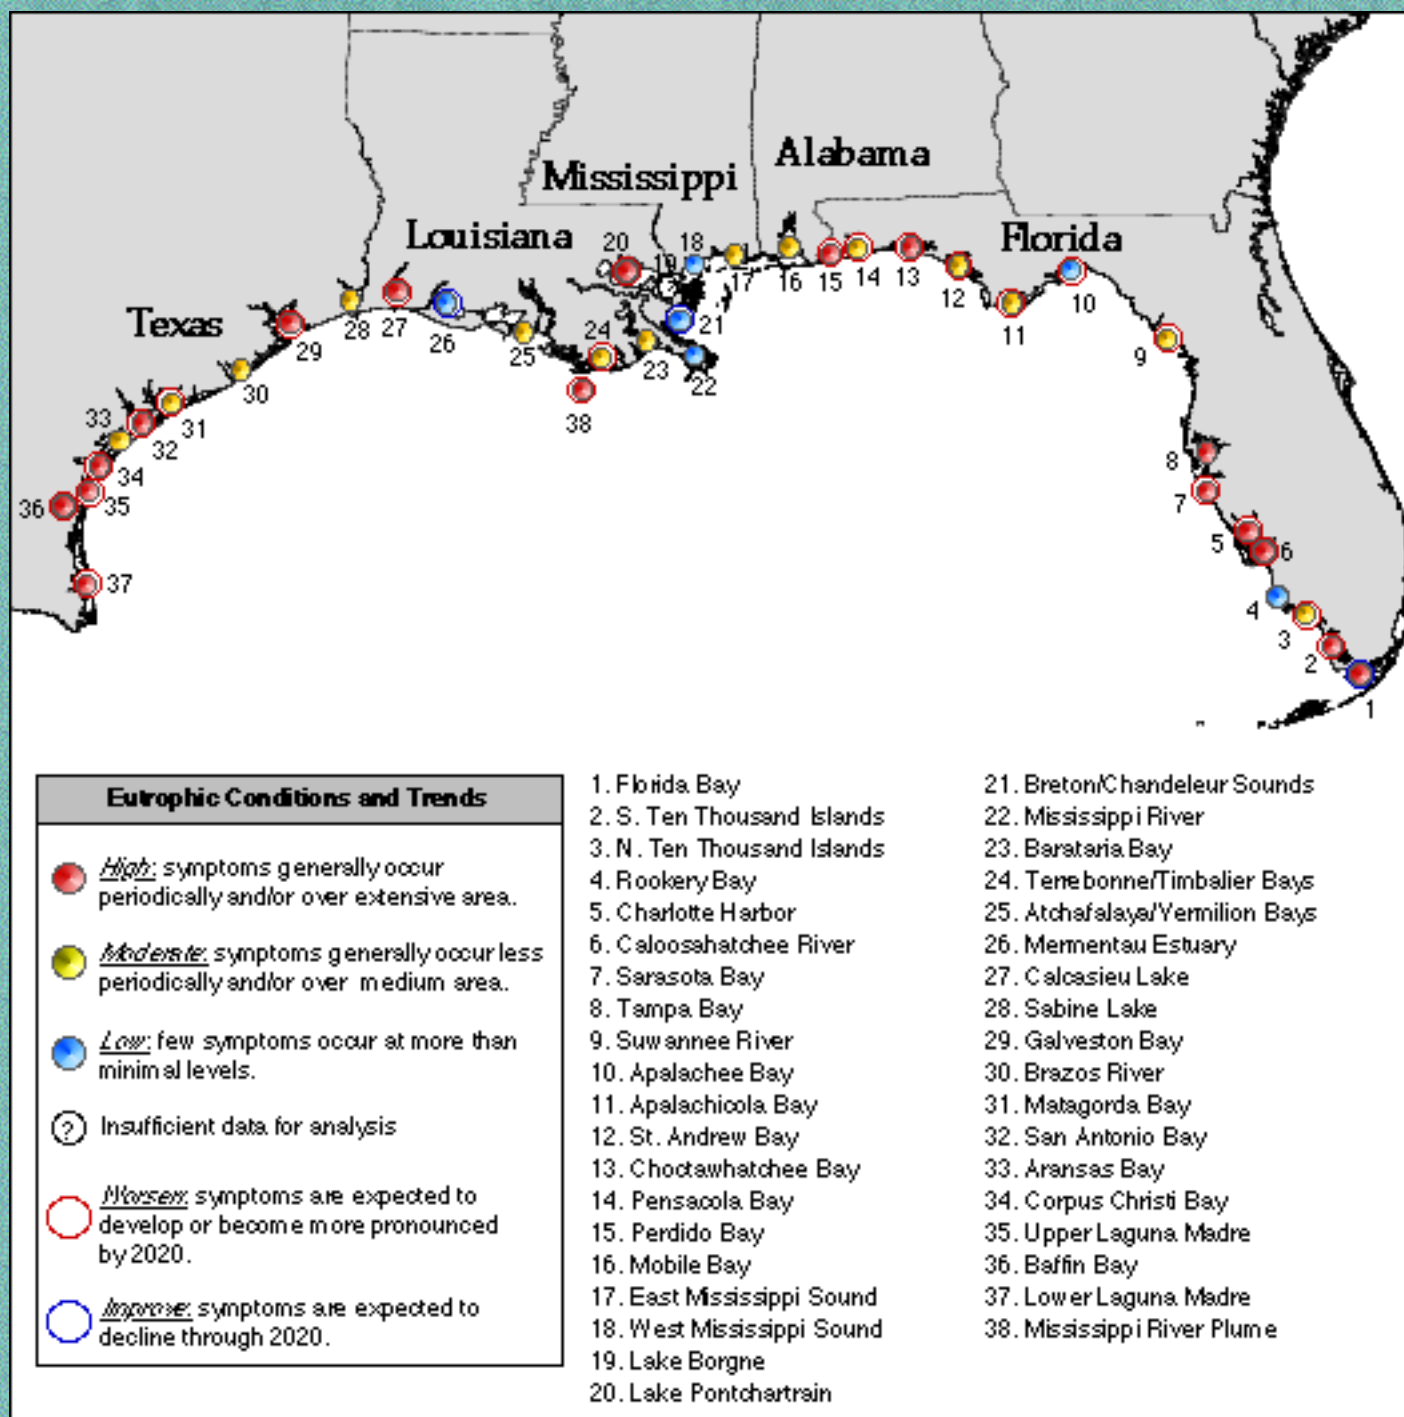 Alabama
Mississippi
Louisiana
Florida
Texas
20
18
19
17
16
15
14
13
12
11
10
9
28
27
26
21
29
25
24
23
22
30
38
33
31
32
34
35
36
37
8
7
5
6
4
3
2
1
?
Eutrophic Conditions and Trends
High: symptoms generally occur
periodically and/or over extensive area.
Moderate: symptoms generally occur less
periodically and/or over medium area.
Low: few symptoms occur at more than
minimal levels.
? Insufficient data for analysis
Worsen: symptoms are expected to
develop or become more pronounced
by 2020.
Improve: symptoms are expected to
decline through 2020.
1. Florida Bay
2. S. Ten Thousand Islands
3. N. Ten Thousand Islands
4. Rookery Bay
5. Charlotte Harbor
6. Caloosahatchee River
7. Sarasota Bay
8. Tampa Bay
9. Suwannee River
10. Apalachee Bay
11. Apalachicola Bay
12. St. Andrew Bay
13. Choctawhatchee Bay
14. Pensacola Bay
15. Perdido Bay
16. Mobile Bay
17. East Mississippi Sound
18. West Mississippi Sound
19. Lake Borgne
20. Lake Pontchartrain
21. Breton/Chandeleur Sounds
22. Mississippi River
23. Barataria Bay
24. Terrebonne/Timbalier Bays
25. Atchafalaya/Vermilion Bays
26. Mermentau Estuary
27. Calcasieu Lake
28. Sabine Lake
29. Galveston Bay
30. Brazos River
31. Matagorda Bay
32. San Antonio Bay
33. Aransas Bay
34. Corpus Christi Bay
35. Upper Laguna Madre
36. Baffin Bay
37. Lower Laguna Madre
38. Mississippi River Plume